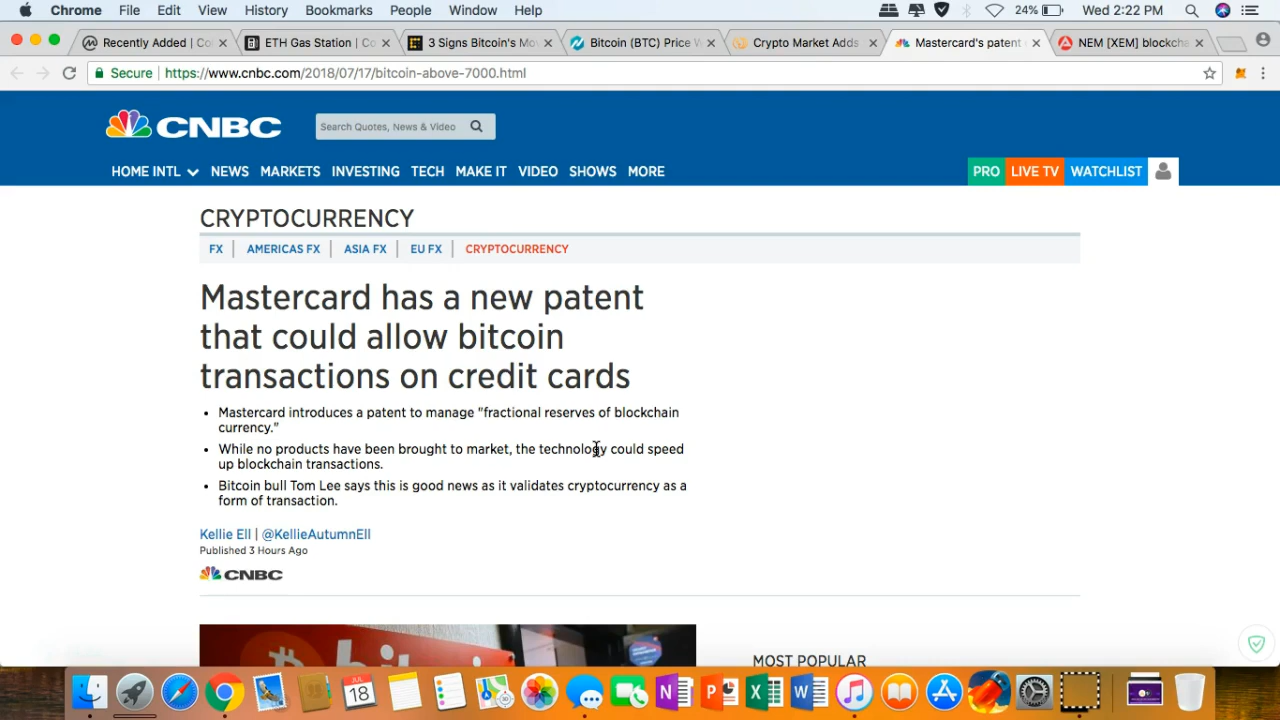 Chrome File Edit View History Bookmarks People Window Help 24% Wed 2:22 PM
Recently Added | Co ETH Gas Station | Con 3 Signs Bitcoin's Mov Bitcoin (BTC) Price W Crypto Market Adds Mastercard's patent NEM [XEM] blockcha
Secure https://www.cnbc.com/2018/07/17/bitcoin-above-7000.html
CNBC Search Quotes, News & Video
HOME INTL NEWS MARKETS INVESTING TECH MAKE IT VIDEO SHOWS MORE PRO LIVE TV WATCHLIST
CRYPTOCURRENCY
FX AMERICAS FX ASIA FX EU FX CRYPTOCURRENCY
Mastercard has a new patent
that could allow bitcoin
transactions on credit cards
• Mastercard introduces a patent to manage "fractional reserves of blockchain
currency."
• While no products have been brought to market, the technology could speed
up blockchain transactions.
• Bitcoin bull Tom Lee says this is good news as it validates cryptocurrency as a
form of transaction.
Kellie Ell | @KellieAutumnEll
Published 3 Hours Ago
CNBC
MOST POPULAR
JUL
18